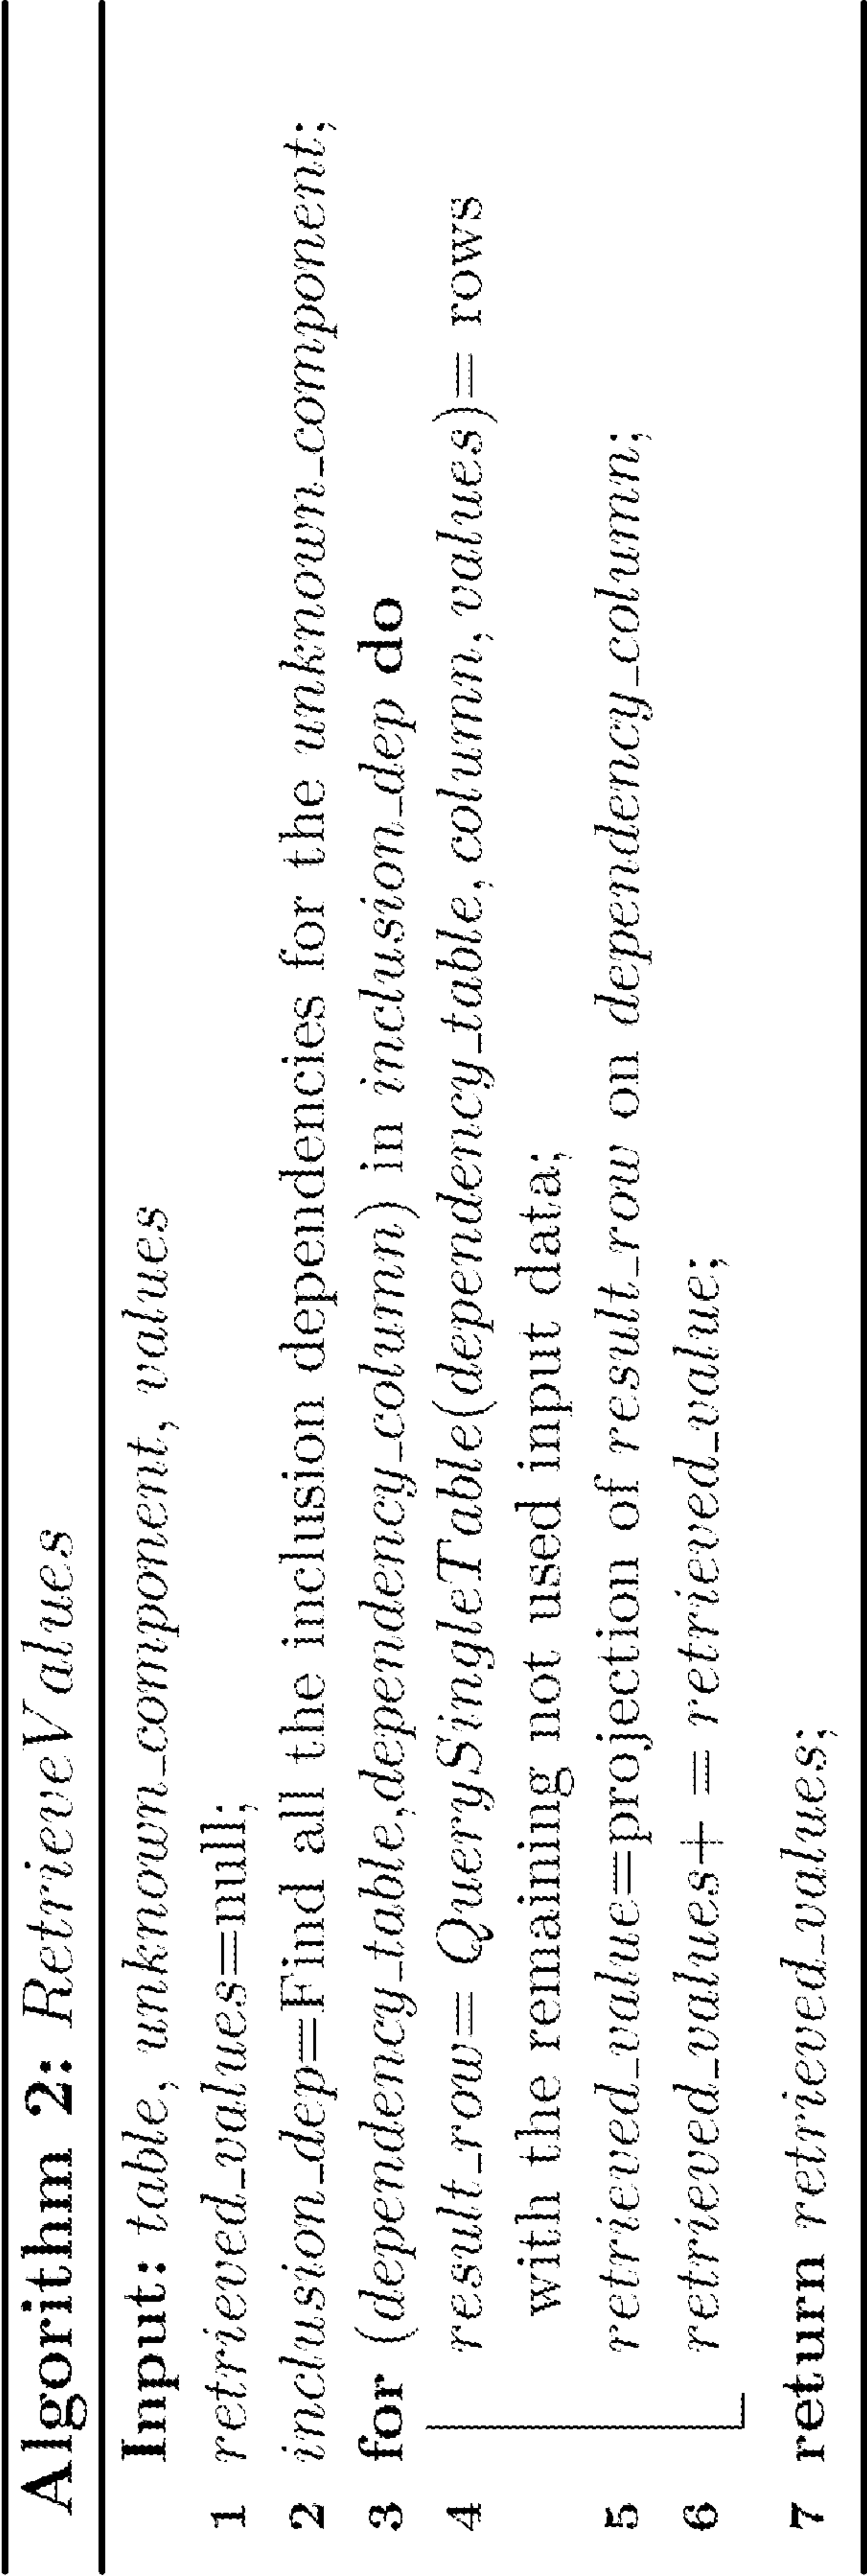 Algorithm 2: RetrieveValues
Input: table, unknown_component, values
1 retrieved_values=null;
2 inclusion_dep=Find all the inclusion dependencies for the unknown_component;
3 for (dependency_table,dependency_column) in inclusion_dep do
4 result_row= QuerySingleTable(dependency_table, column, values)= rows
with the remaining not used input data;
5 retrieved_value=projection of result_row on dependency_column;
6 retrieved_values+ = retrieved_value;
7 return retrieved_values;